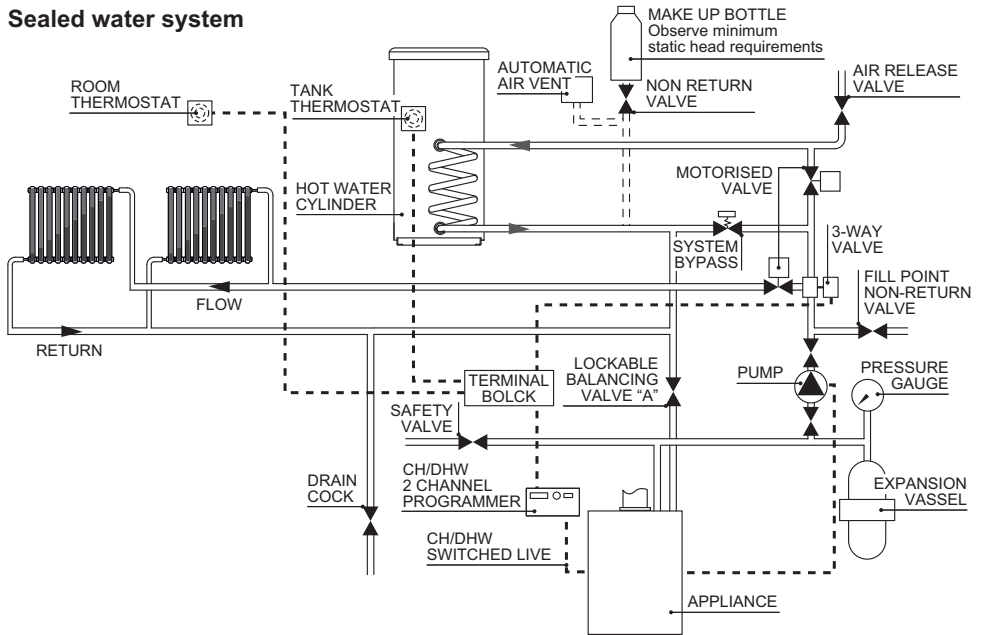 Sealed water system
MAKE UP BOTTLE
Observe minimum
static head requirements
AUTOMATIC
AIR VENT
NON RETURN
VALVE
AIR RELEASE
VALVE
ROOM
THERMOSTAT
TANK
THERMOSTAT
MOTORISED
VALVE
HOT WATER
CYLINDER
SYSTEM
BYPASS
3-WAY
VALVE
FILL POINT
NON-RETURN
VALVE
FLOW
RETURN
LOCKABLE
BALANCING
VALVE “A”
PUMP
PRESSURE
GAUGE
TERMINAL
BOLCK
SAFETY
VALVE
DRAIN
COCK
CH/DHW
2 CHANNEL
PROGRAMMER
EXPANSION
VASSEL
CH/DHW
SWITCHED LIVE
APPLIANCE